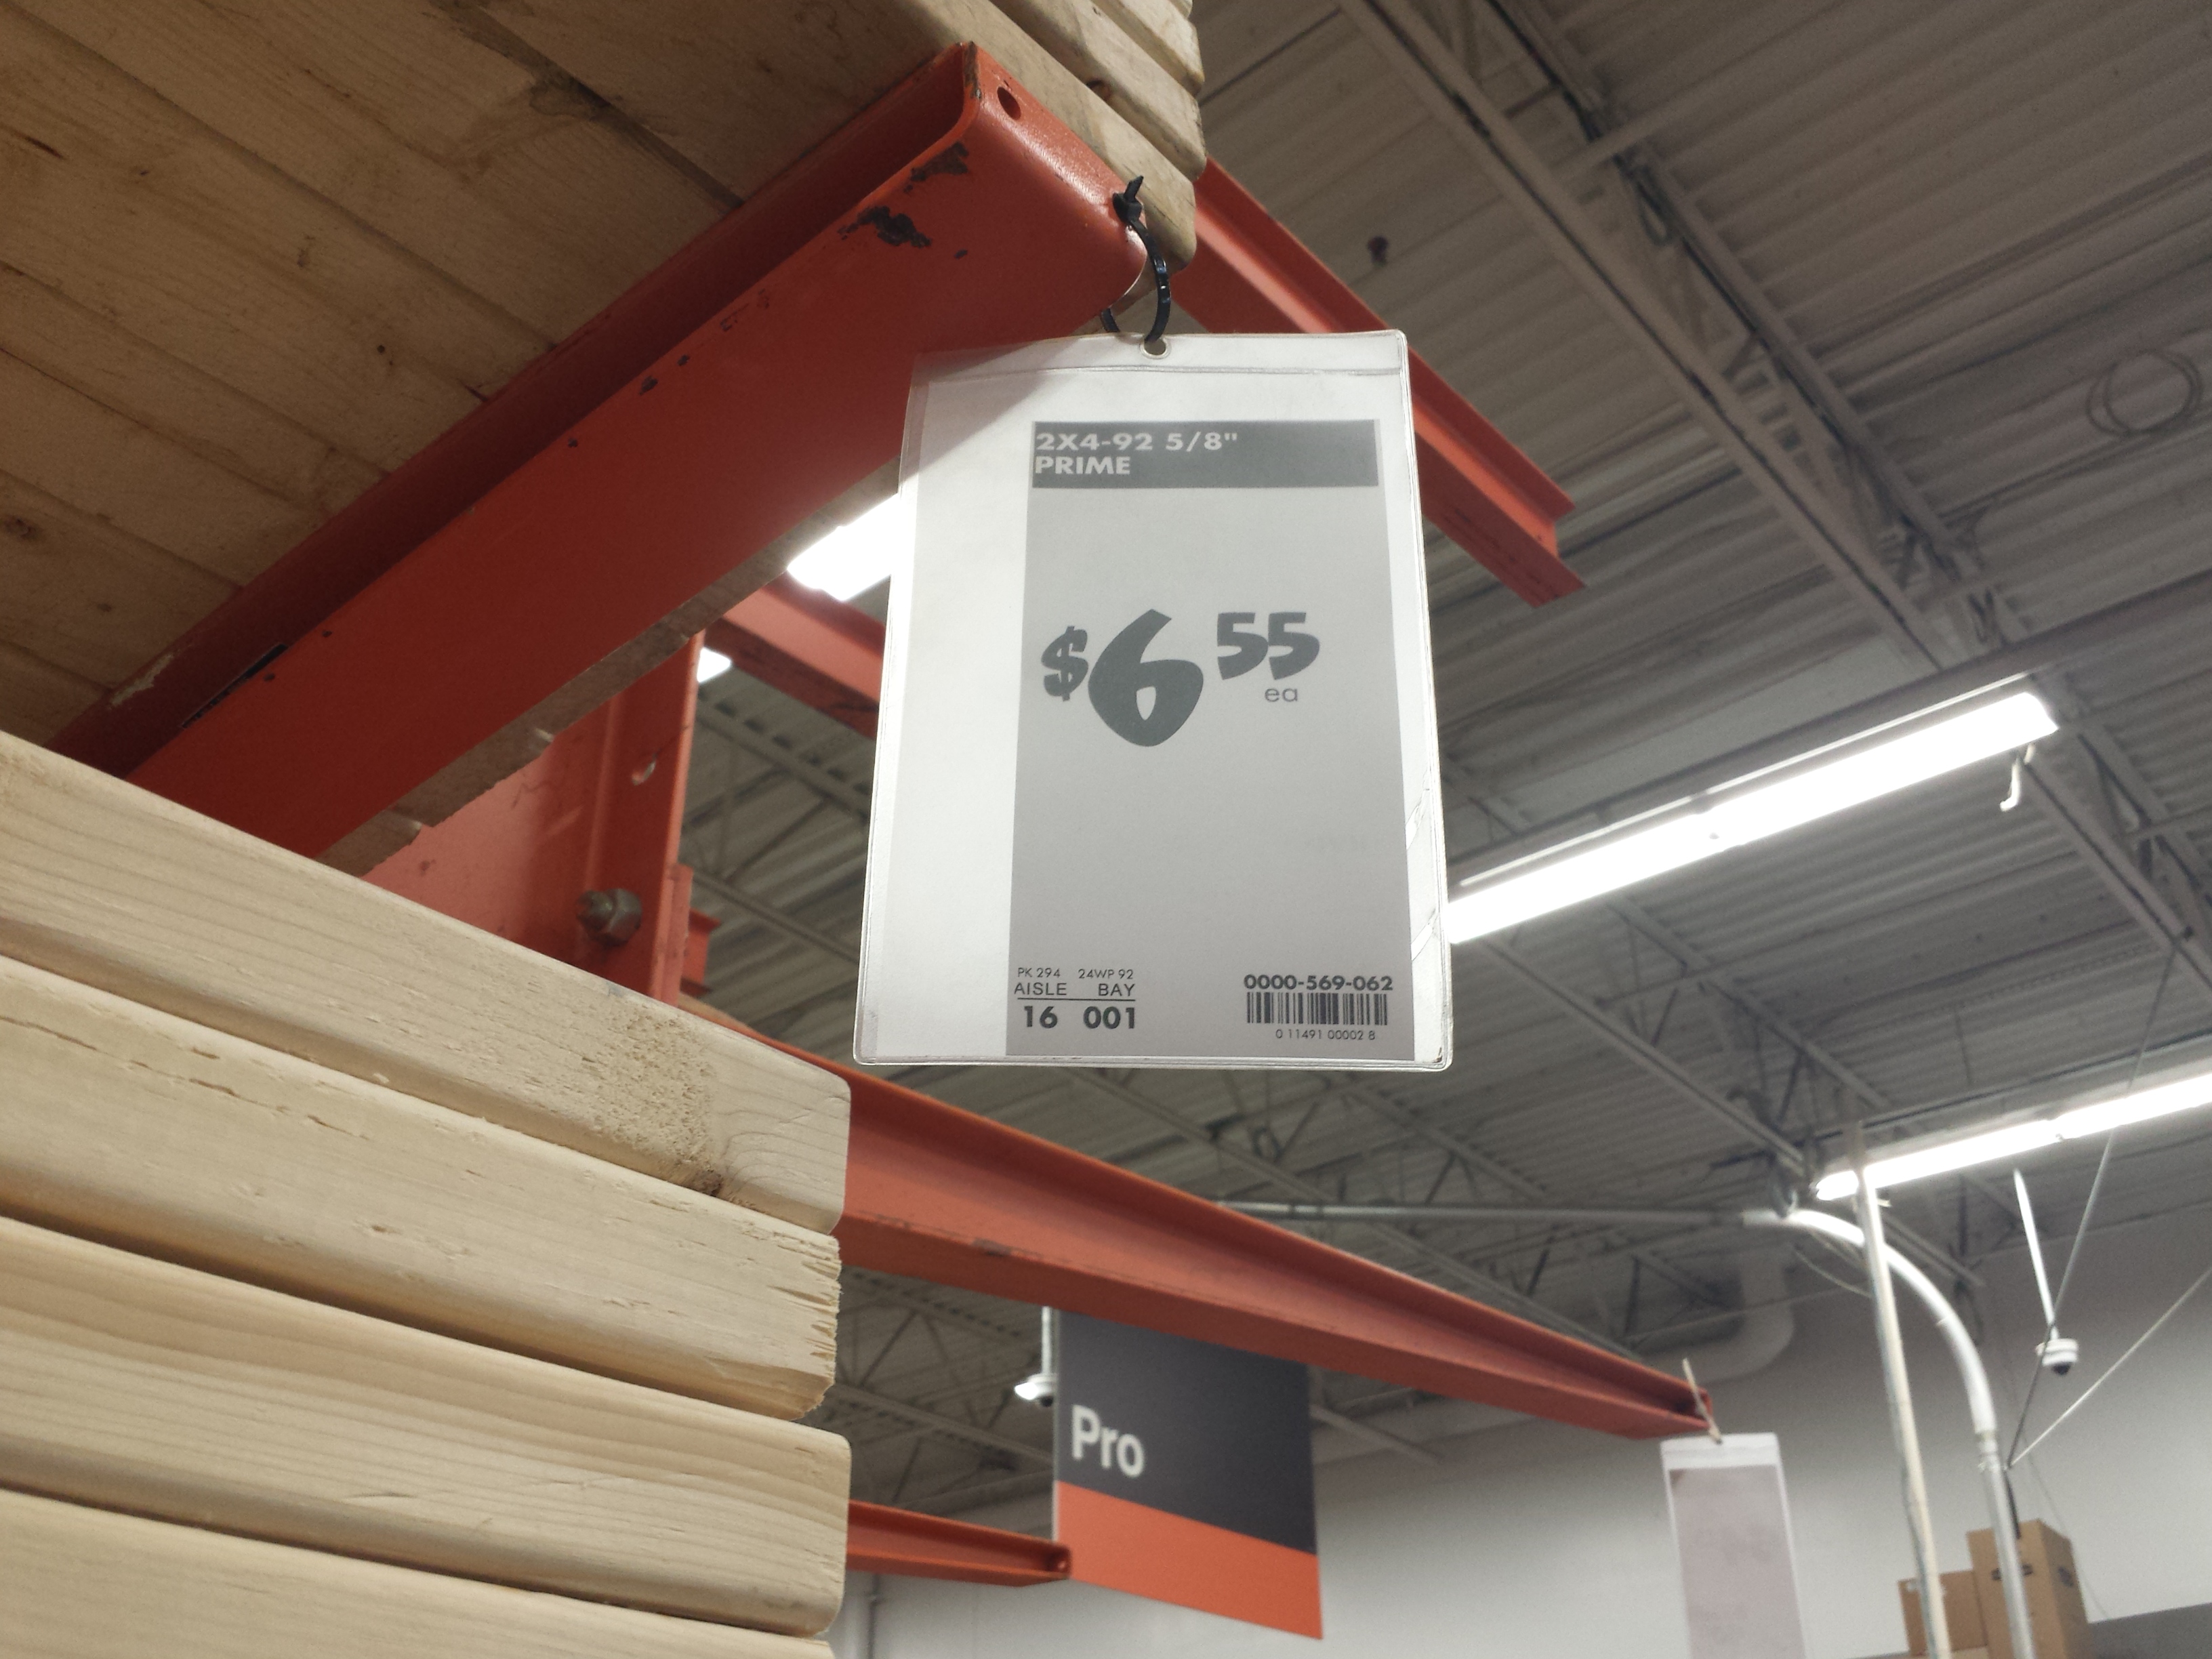 2X4-92 5/8"
PRIME
$6 55
ea
PK 294 24WP 92
AISLE BAY
16 001
0000-569-062
0 11491 00002 8
Pro